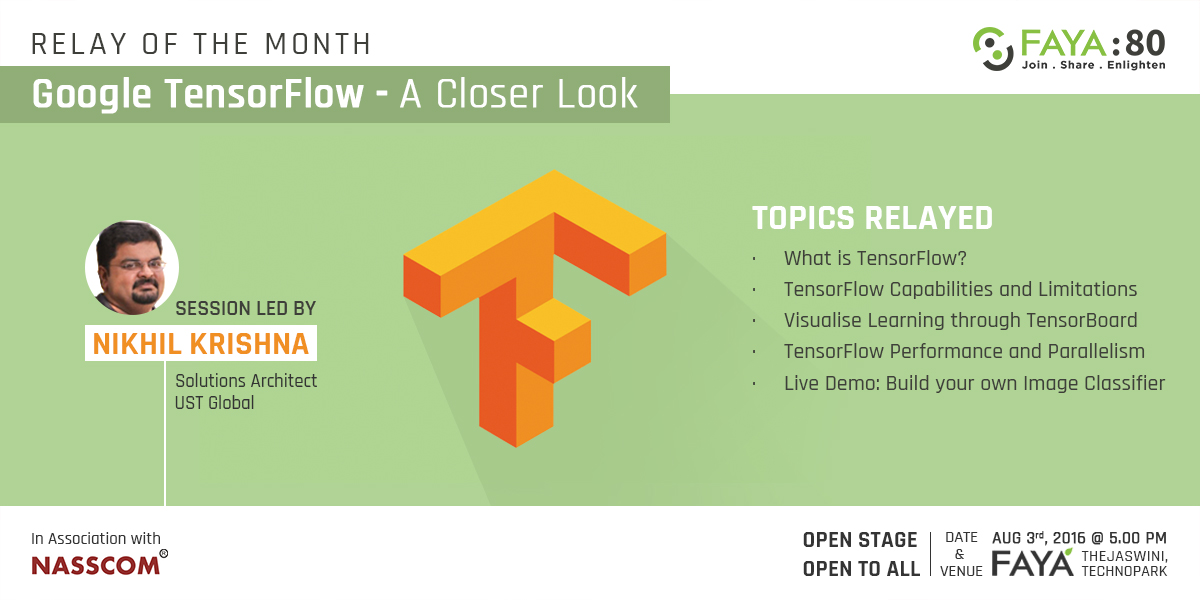 RELAY OF THE MONTH
Google TensorFlow - A Closer Look
FAYA:80
Join . Share . Enlighten
SESSION LED BY
NIKHIL KRISHNA
Solutions Architect
UST Global
TOPICS RELAYED
· What is TensorFlow?
· TensorFlow Capabilities and Limitations
· Visualise Learning through TensorBoard
· TensorFlow Performance and Parallelism
· Live Demo: Build your own Image Classifier
In Association with
NASSCOM®
OPEN STAGE
OPEN TO ALL
DATE
&
VENUE
AUG 3rd, 2016 @ 5.00 PM
FAYA
THEJASWINI,
TECHNOPARK